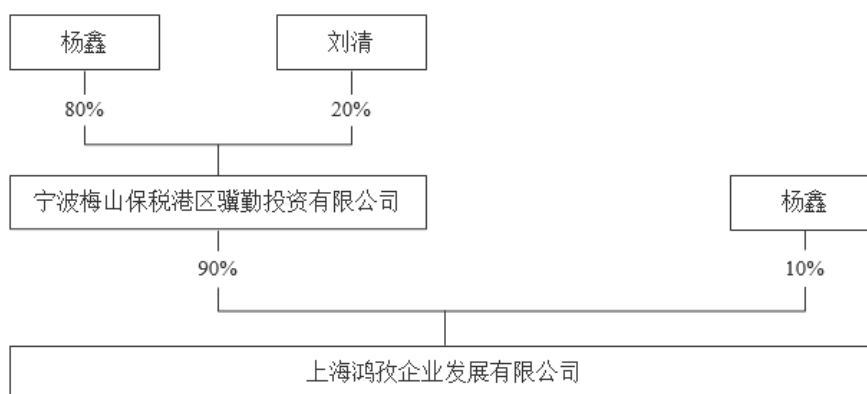 杨鑫
刘清
80%
20%
宁波梅山保税港区骥勤投资有限公司
杨鑫
90%
10%
上海鸿孜企业发展有限公司